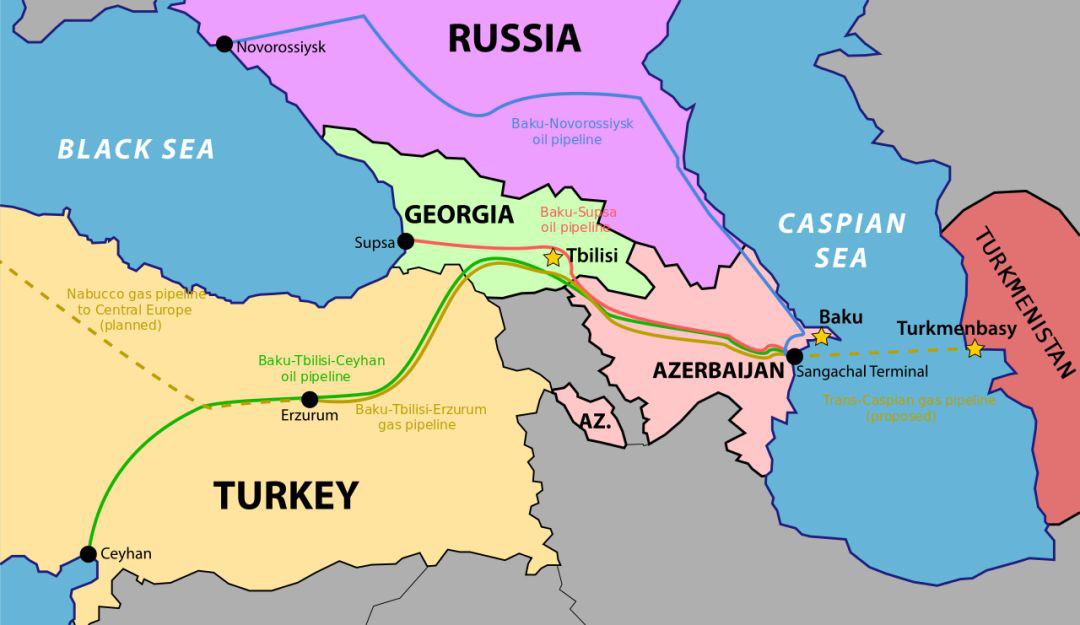 RUSSIA
Novorossiysk
Baku-Novorossiysk
oil pipeline
BLACK SEA
GEORGIA
Baku-Supsa
oil pipeline
Supsa
Tbilisi
CASPIAN
SEA
TURKMENISTAN
Nabucco gas pipeline
to Central Europe
(planned)
Baku
Turkmenbasy
Baku-Tbilisi-Ceyhan
oil pipeline
AZERBAIJAN
Sangachal Terminal
Erzurum
Baku-Tbilisi-Erzurum
gas pipeline
Trans-Caspian gas pipeline
(proposed)
AZ.
TURKEY
Ceyhan